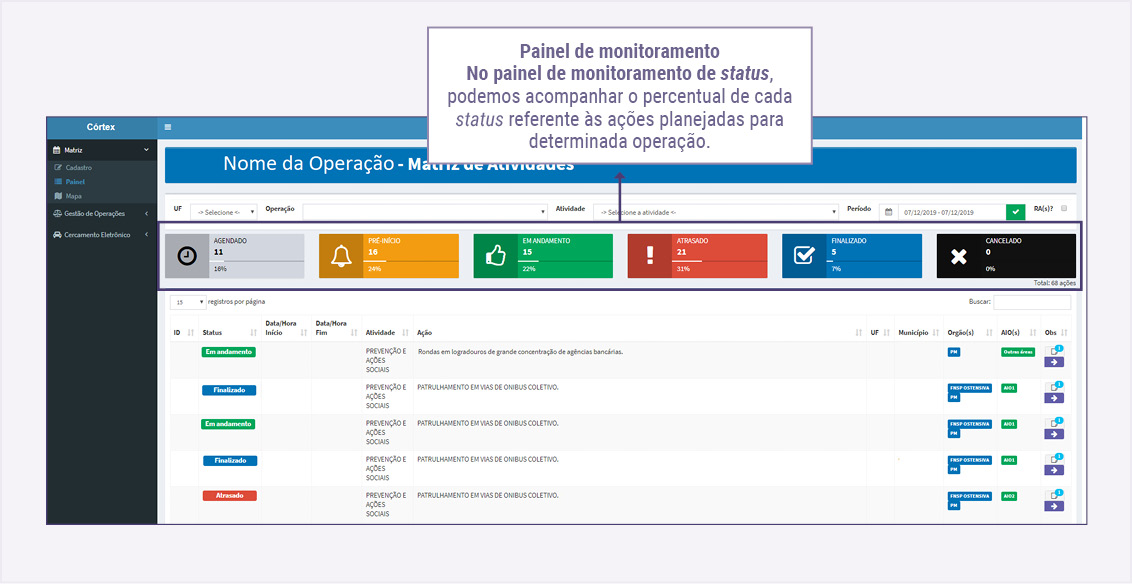 Painel de monitoramento
No painel de monitoramento de status,
podemos acompanhar o percentual de cada
status referente às ações planejadas para
determinada operação.
Córtex
Matriz
Cadastro
Painel
Mapa
Gestão de Operações
Cercamento Eletrônico
Nome da Operação - Matriz de Atividades
UF -> Selecione <- Operação Atividade -> Selecione a atividade <- Período 07/12/2019 - 07/12/2019 RA(s)?
AGENDADO
11
16%
PRÉ-INÍCIO
16
24%
EM ANDAMENTO
15
22%
ATRASADO
21
31%
FINALIZADO
5
7%
CANCELADO
0
0%
Total: 68 ações
15 registros por página Buscar:
ID Status Data/Hora Início Data/Hora Fim Atividade Ação UF Município Orgão(s) AIO(s) Obs
Em andamento PREVENÇÃO E Rondas em logradouros de grande concentração de agências bancárias. PM Outras áreas 1
AÇÕES
SOCIAIS
Finalizado PREVENÇÃO E PATRULHAMENTO EM VIAS DE ONIBUS COLETIVO. FNSP OSTENSIVA AIO1 1
AÇÕES PM
SOCIAIS
Em andamento PREVENÇÃO E PATRULHAMENTO EM VIAS DE ONIBUS COLETIVO. FNSP OSTENSIVA AIO1 1
AÇÕES PM
SOCIAIS
Finalizado PREVENÇÃO E PATRULHAMENTO EM VIAS DE ONIBUS COLETIVO. FNSP OSTENSIVA AIO1 1
AÇÕES PM
SOCIAIS
Atrasado PREVENÇÃO E PATRULHAMENTO EM VIAS DE ONIBUS COLETIVO. FNSP OSTENSIVA AIO2 1
AÇÕES PM
SOCIAIS